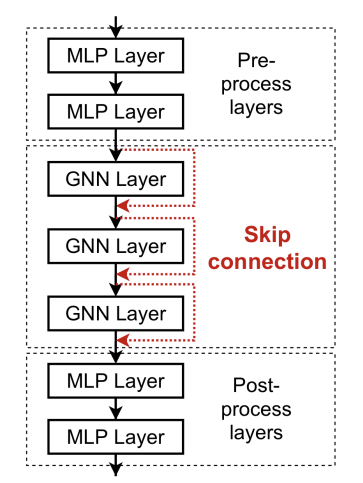 MLP Layer
MLP Layer
Pre-
process
layers
GNN Layer
GNN Layer
GNN Layer
Skip
connection
MLP Layer
MLP Layer
Post-
process
layers